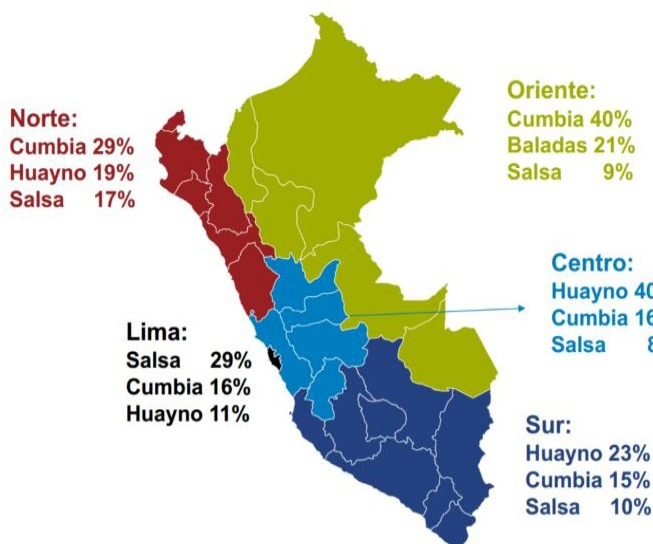 Norte:
Cumbia 29%
Huayno 19%
Salsa 17%
Oriente:
Cumbia 40%
Baladas 21%
Salsa 9%
Centro:
Huayno 40
Cumbia 16
Salsa 8
Lima:
Salsa 29%
Cumbia 16%
Huayno 11%
Sur:
Huayno 23%
Cumbia 15%
Salsa 10%